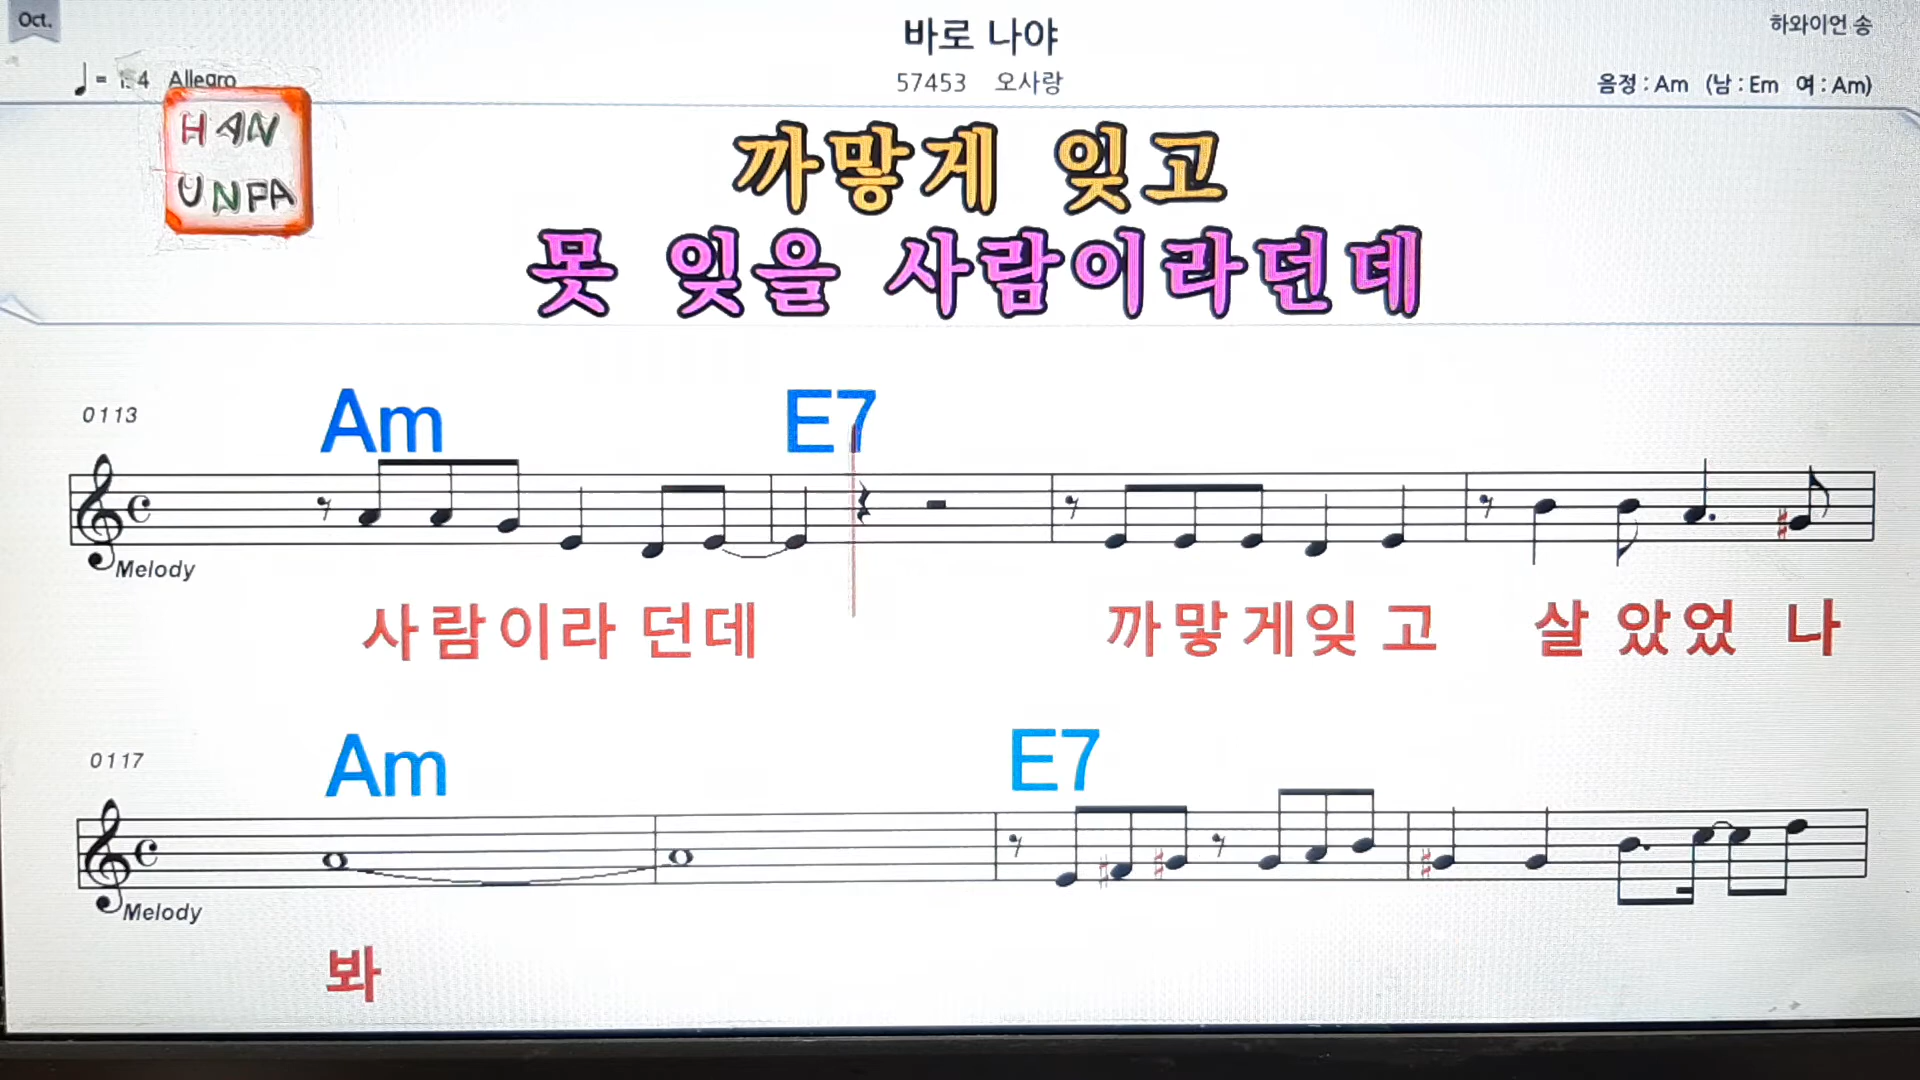 Oct.
바로 나야
하와이언 송
Allegro
57453 오사랑
음정 : Am (남 : Em 여 : Am)
HAN
UNPA
까맣게 잊고
못 잊을 사람이라던데
Am E7
0113
Melody
사람이라 던데 까맣게잊 고 살 았었 나
Am E7
0117
Melody
봐